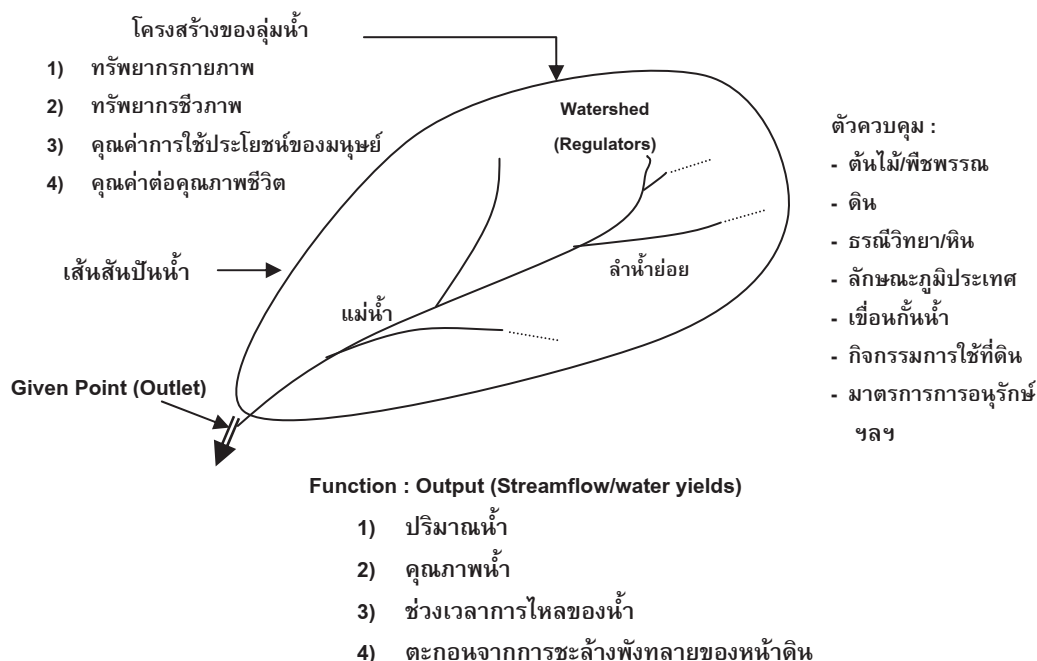 โครงสร้างของลุ่มน้ำ
1) ทรัพยากรกายภาพ
2) ทรัพยากรชีวภาพ
3) คุณค่าการใช้ประโยชน์ของมนุษย์
4) คุณค่าต่อคุณภาพชีวิต
Watershed
(Regulators)
ตัวควบคุม :
- ต้นไม้/พืชพรรณ
- ดิน
- ธรณีวิทยา/หิน
- ลักษณะภูมิประเทศ
- เขื่อนกั้นน้ำ
- กิจกรรมการใช้ที่ดิน
- มาตรการการอนุรักษ์
ฯลฯ
เส้นสันปันน้ำ
ลำน้ำย่อย
แม่น้ำ
Given Point (Outlet)
Function : Output (Streamflow/water yields)
1) ปริมาณน้ำ
2) คุณภาพน้ำ
3) ช่วงเวลาการไหลของน้ำ
4) ตะกอนจากการชะล้างพังทลายของหน้าดิน